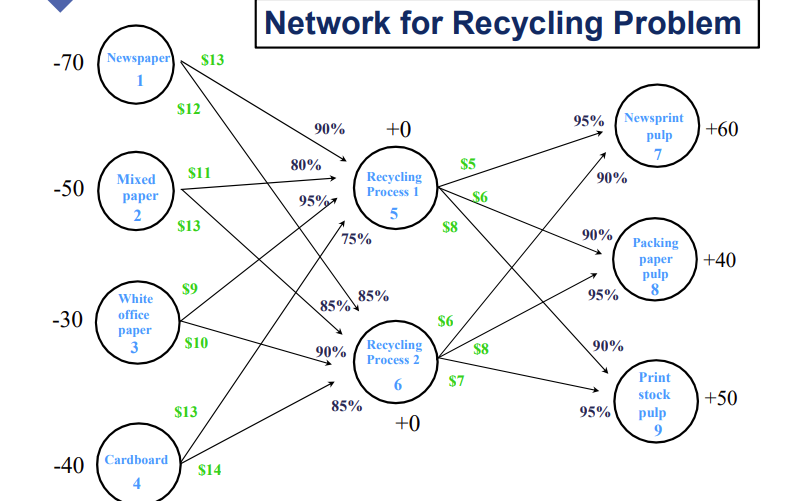 Network for Recycling Problem
-70
Newspaper
1
$13
$12
-50
Mixed
paper
2
$11
$13
-30
White
office
paper
3
$9
$10
-40
Cardboard
4
$13
$14
90%
80%
95%
75%
+0
Recycling
Process 1
5
$5
$6
$8
85%
85%
90%
85%
Recycling
Process 2
6
+0
$6
$8
$7
95%
90%
Newsprint
pulp
7
+60
90%
95%
Packing
paper
pulp
8
+40
90%
95%
Print
stock
pulp
9
+50